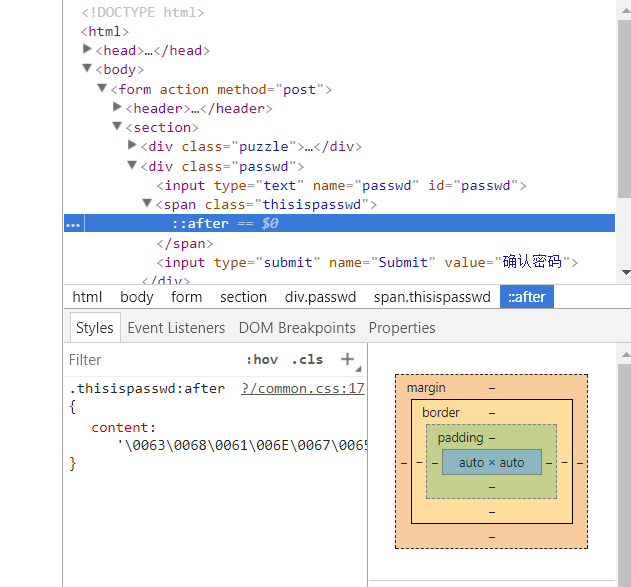 <!DOCTYPE html>
<html>
<head>…</head>
<body>
<form action method="post">
<header>…</header>
<section>
<div class="puzzle">…</div>
<div class="passwd">
<input type="text" name="passwd" id="passwd">
<span class="thisispasswd">
... ::after == $0
</span>
<input type="submit" name="Submit" value="确认密码">
</div>
html body form section div.passwd span.thisispasswd ::after
Styles Event Listeners DOM Breakpoints Properties
Filter :hov .cls +
.thisispasswd:after ?/common.css:17
{
content:
'\0063\0068\0061\006E\0067\0065
}
margin –
border –
padding –
– – – auto × auto – – –
–
–
–